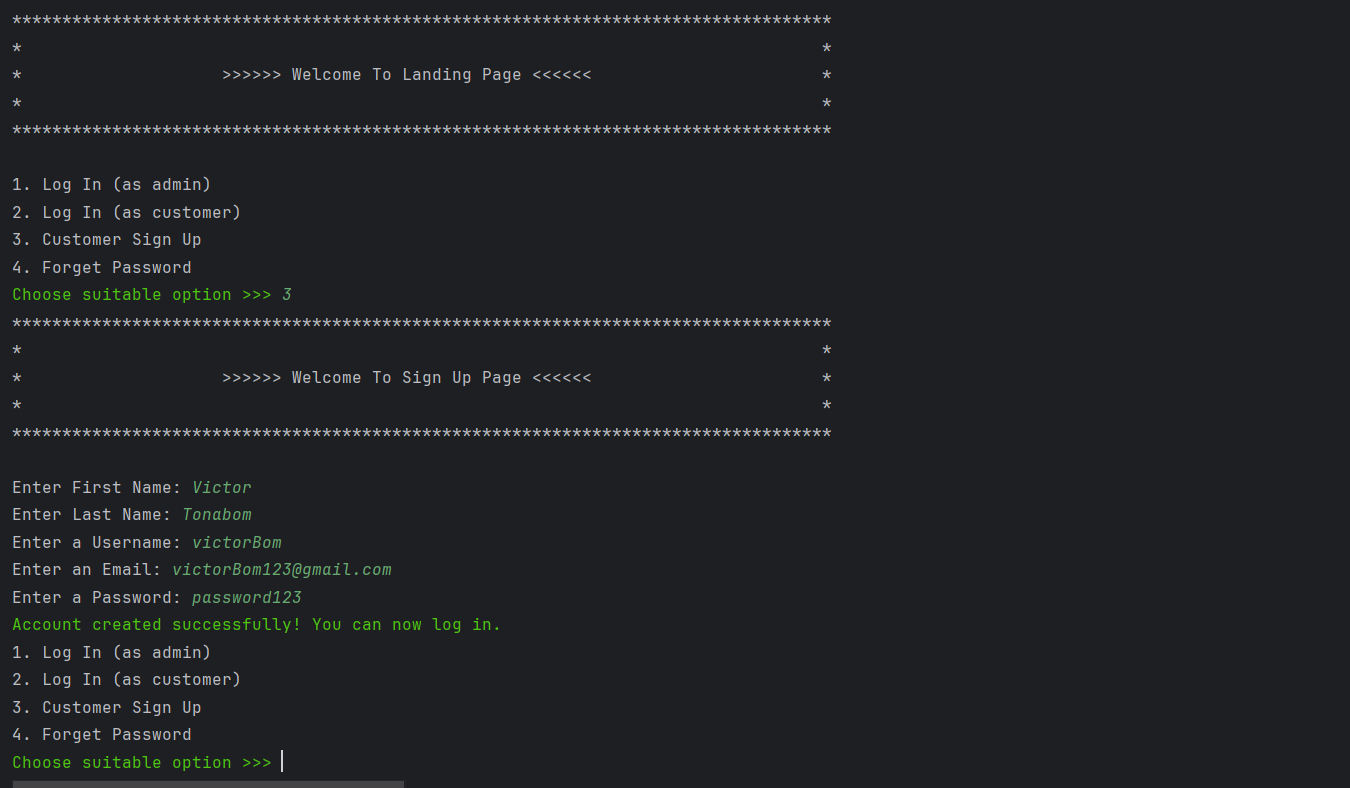 **********************************************************************************
*                                                                                *
*                    >>>>>> Welcome To Landing Page <<<<<<                       *
*                                                                                *
**********************************************************************************
1. Log In (as admin)
2. Log In (as customer)
3. Customer Sign Up
4. Forget Password
Choose suitable option >>> 3
**********************************************************************************
*                                                                                *
*                    >>>>>> Welcome To Sign Up Page <<<<<<                       *
*                                                                                *
**********************************************************************************
Enter First Name: Victor
Enter Last Name: Tonabom
Enter a Username: victorBom
Enter an Email: victorBom123@gmail.com
Enter a Password: password123
Account created successfully! You can now log in.
1. Log In (as admin)
2. Log In (as customer)
3. Customer Sign Up
4. Forget Password
Choose suitable option >>>